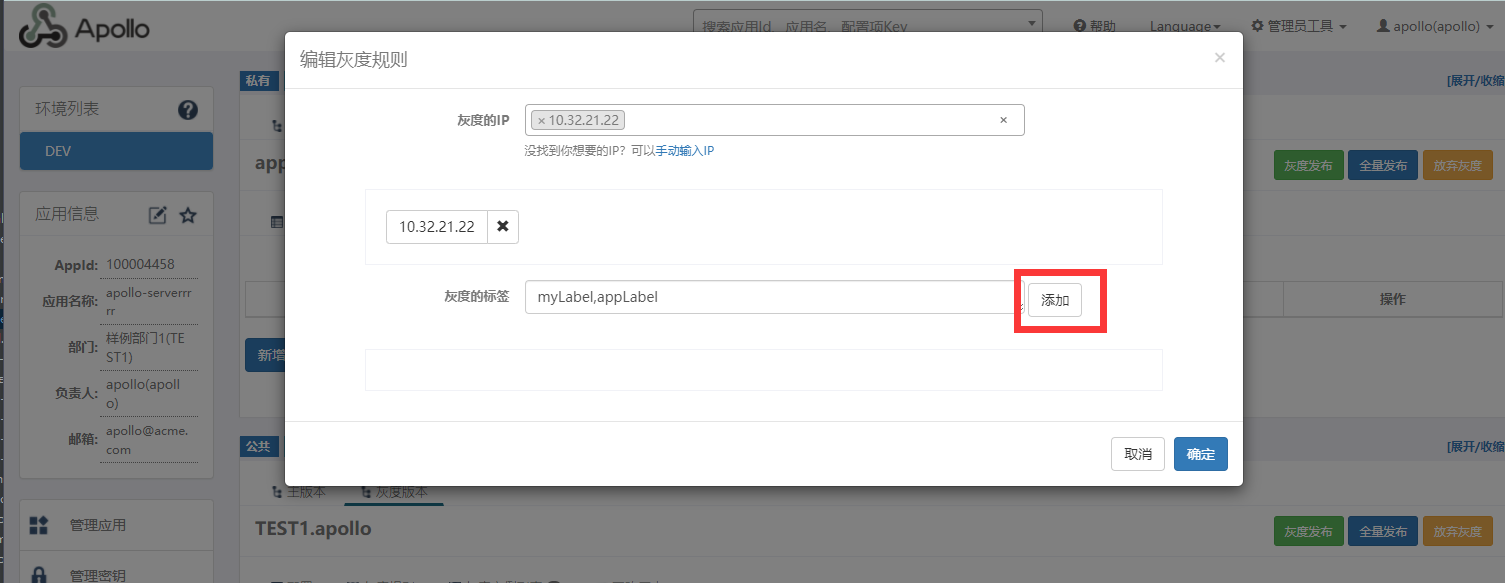 Apollo
搜索应用Id、应用名、配置项Key
帮助
Language
管理员工具
apollo(apollo)
编辑灰度规则
×
私有
[展开/收缩
环境列表
DEV
灰度的IP
× 10.32.21.22
×
没找到你想要的IP？可以手动输入IP
app
灰度发布
全量发布
放弃灰度
应用信息
10.32.21.22
AppId:
100004458
应用名称:
apollo-serverrr
rr
灰度的标签
myLabel,appLabel
添加
操作
部门:
样例部门1(TE
ST1)
新增
负责人:
apollo(apoll
o)
邮箱:
apollo@acme.
com
取消
确定
公共
[展开/收缩
主版本
灰度版本
管理应用
TEST1.apollo
灰度发布
全量发布
放弃灰度
管理密钥